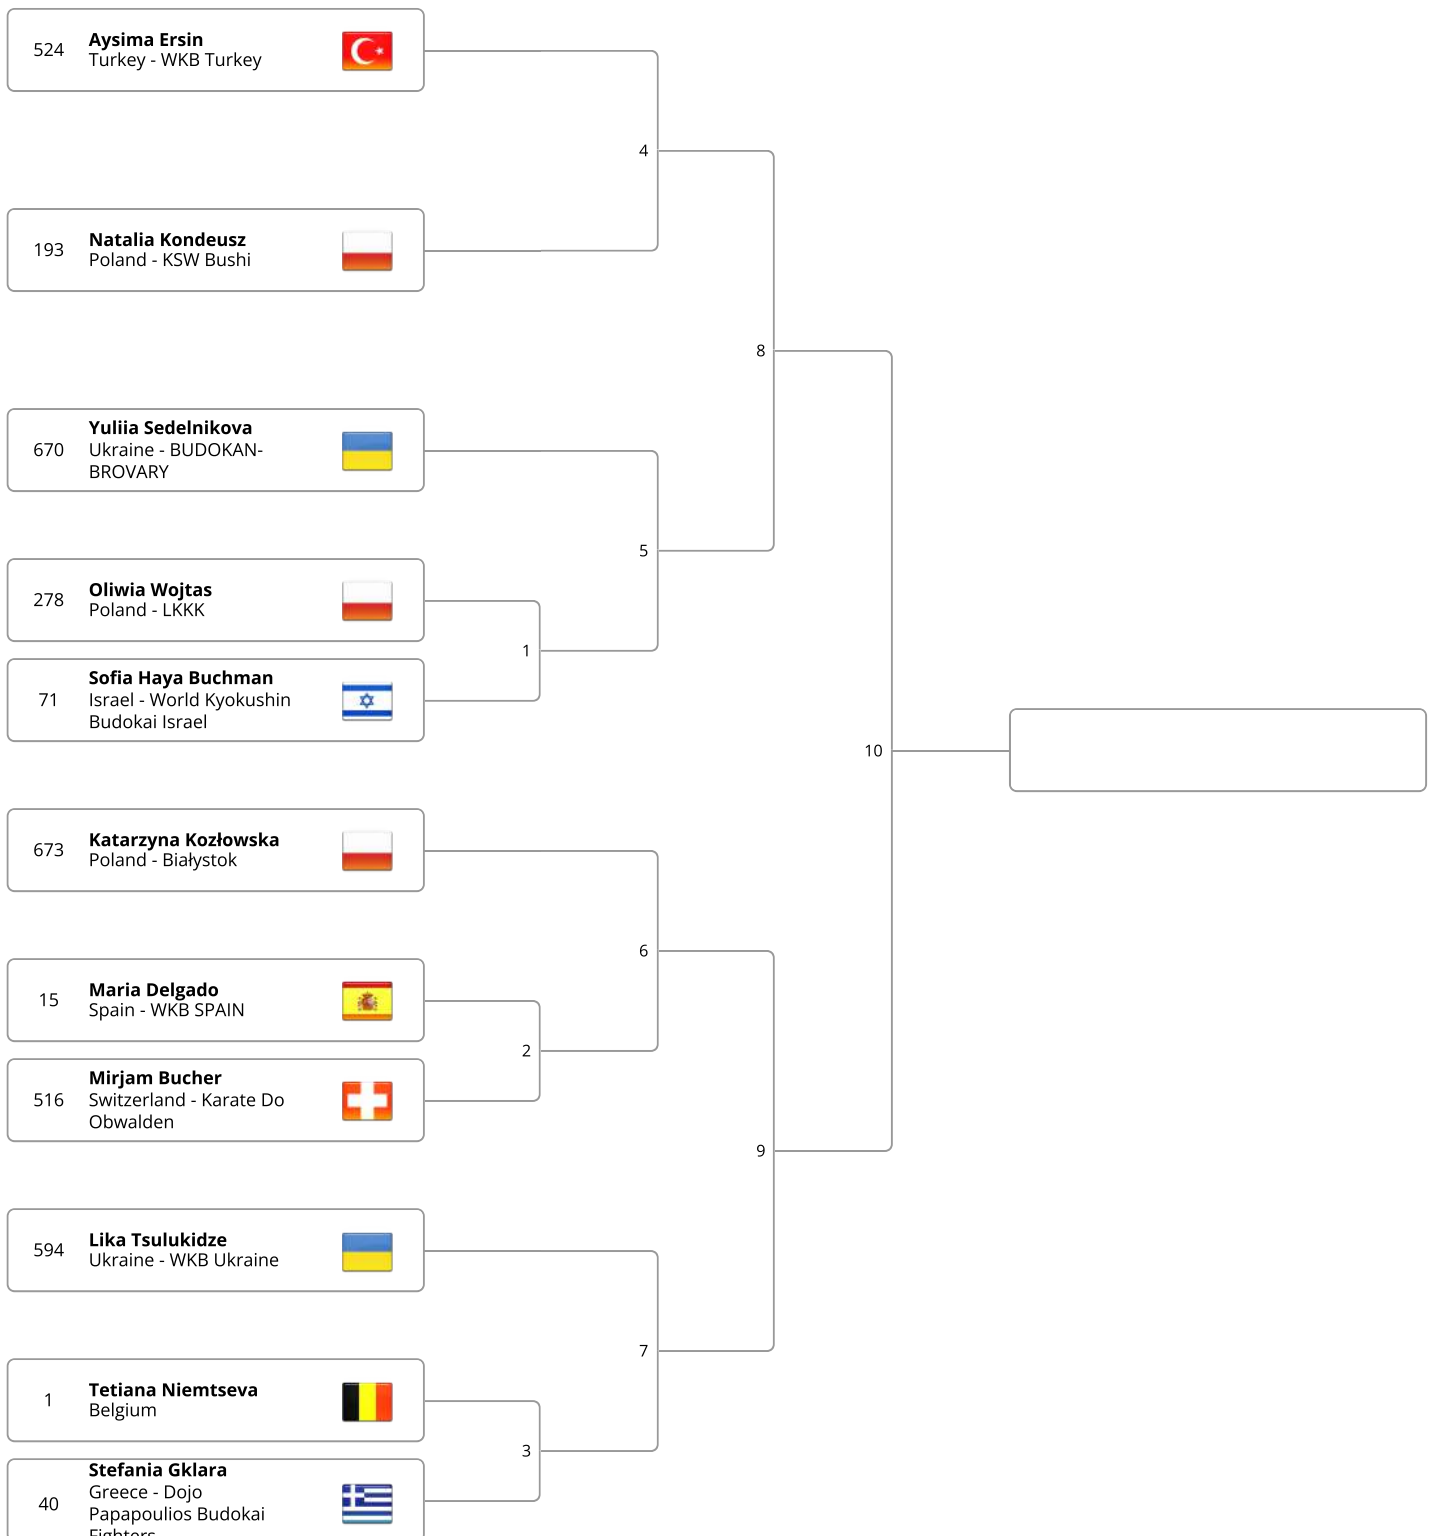 524
Aysima Ersin
Turkey - WKB Turkey
4
193
Natalia Kondeusz
Poland - KSW Bushi
8
670
Yuliia Sedelnikova
Ukraine - BUDOKAN-
BROVARY
5
278
Oliwia Wojtas
Poland - LKKK
1
71
Sofia Haya Buchman
Israel - World Kyokushin
Budokai Israel
10
673
Katarzyna Kozłowska
Poland - Białystok
6
15
Maria Delgado
Spain - WKB SPAIN
2
516
Mirjam Bucher
Switzerland - Karate Do
Obwalden
9
594
Lika Tsulukidze
Ukraine - WKB Ukraine
7
1
Tetiana Niemtseva
Belgium
3
40
Stefania Gklara
Greece - Dojo
Papapoulios Budokai
Fighters